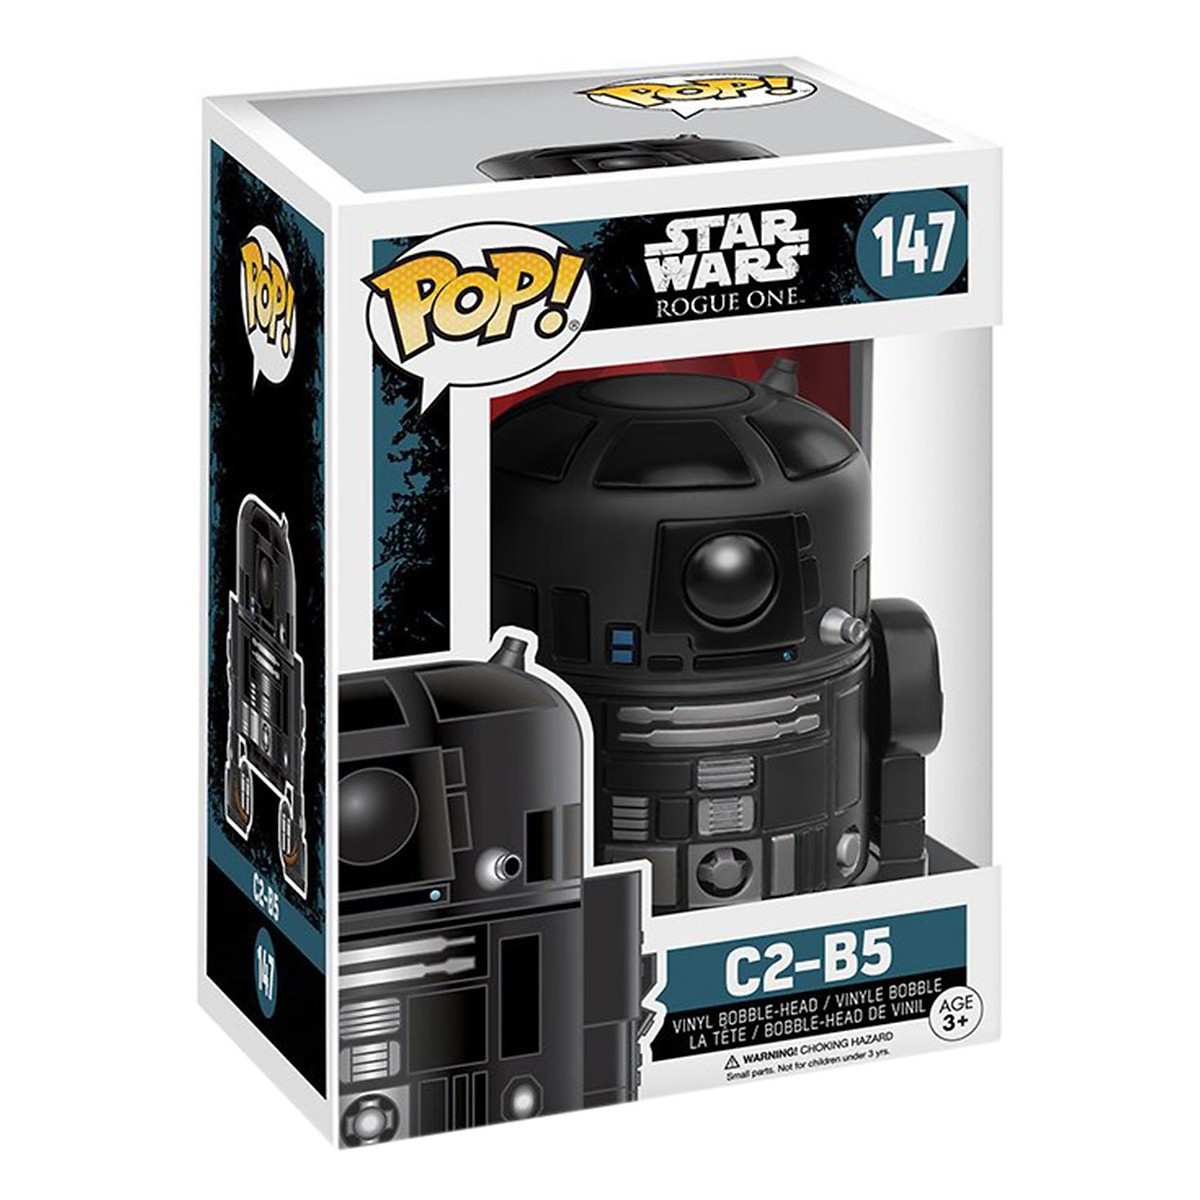 POP!
POP!®
STAR
WARS
ROGUE ONE™
147
POP!
C2-B5
147
C2-B5
VINYL BOBBLE-HEAD / VINYLE BOBBLE
LA TÊTE / BOBBLE-HEAD DE VINIL
AGE
3+
⚠ WARNING! CHOKING HAZARD
Small parts. Not for children under 3 yrs.